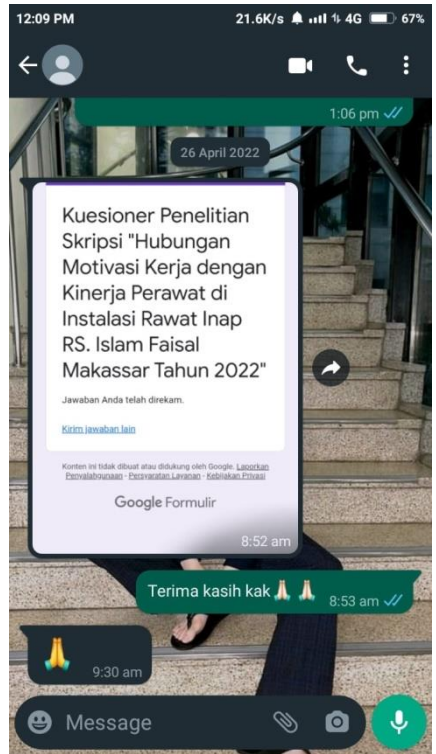 12:09 PM 21.6K/s 4G 67%
1:06 pm
26 April 2022
Kuesioner Penelitian
Skripsi "Hubungan
Motivasi Kerja dengan
Kinerja Perawat di
Instalasi Rawat Inap
RS. Islam Faisal
Makassar Tahun 2022"
Jawaban Anda telah direkam.
Kirim jawaban lain
Konten ini tidak dibuat atau didukung oleh Google. Laporkan
Penyalahgunaan - Persyaratan Layanan - Kebijakan Privasi
Google Formulir
8:52 am
Terima kasih kak🙏🏻 🙏🏻
8:53 am
🙏
9:30 am
Message